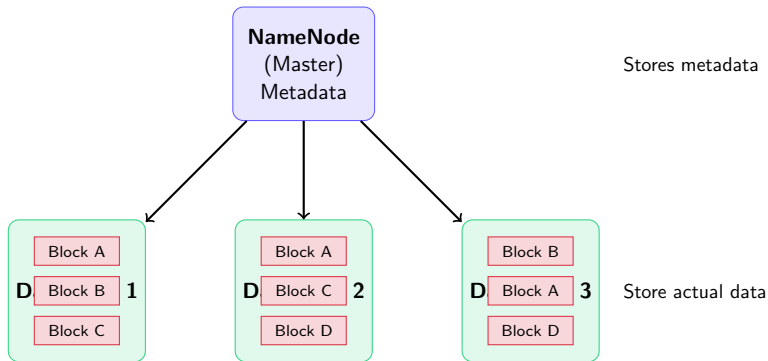 NameNode
(Master)
Metadata
Stores metadata
Block A
D Block B 1
Block C
Block A
D Block C 2
Block D
Block B
D Block A 3
Block D
Store actual data